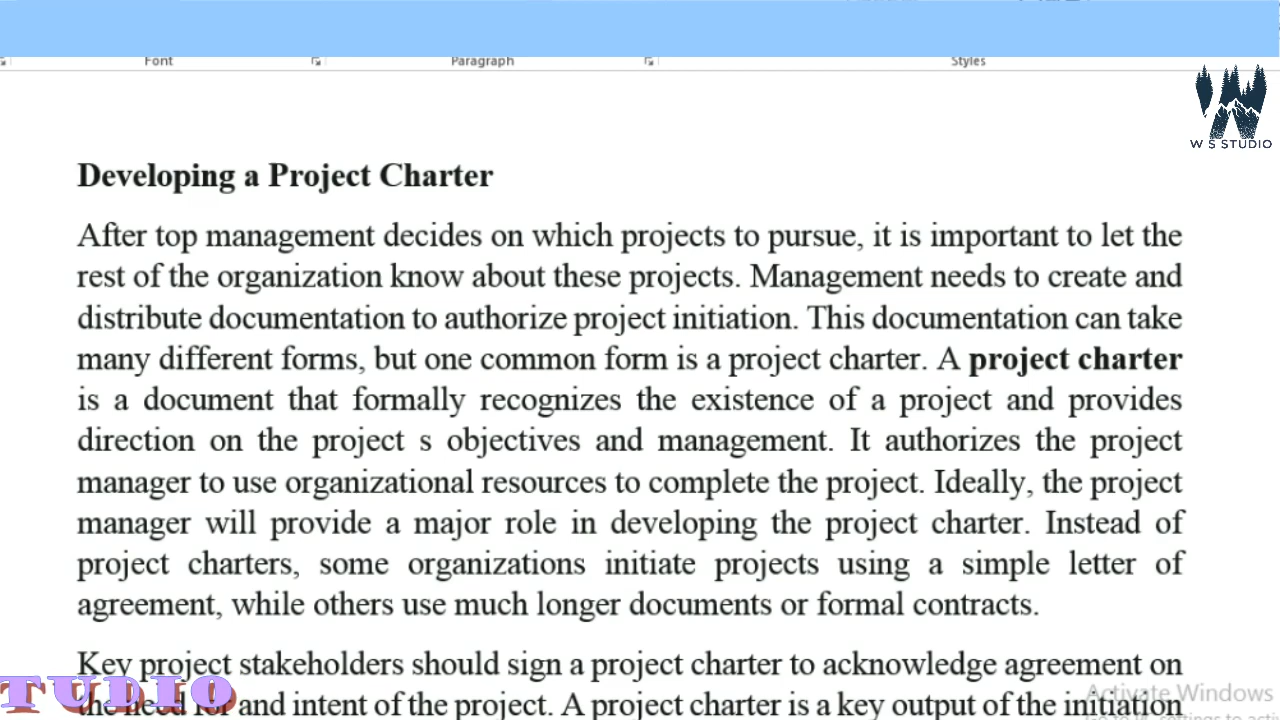 Font Paragraph Styles
W S STUDIO
Developing a Project Charter
After top management decides on which projects to pursue, it is important to let the
rest of the organization know about these projects. Management needs to create and
distribute documentation to authorize project initiation. This documentation can take
many different forms, but one common form is a project charter. A project charter
is a document that formally recognizes the existence of a project and provides
direction on the project s objectives and management. It authorizes the project
manager to use organizational resources to complete the project. Ideally, the project
manager will provide a major role in developing the project charter. Instead of
project charters, some organizations initiate projects using a simple letter of
agreement, while others use much longer documents or formal contracts.
Key project stakeholders should sign a project charter to acknowledge agreement on
the need for and intent of the project. A project charter is a key output of the initiation
TUDIO
Activate Windows